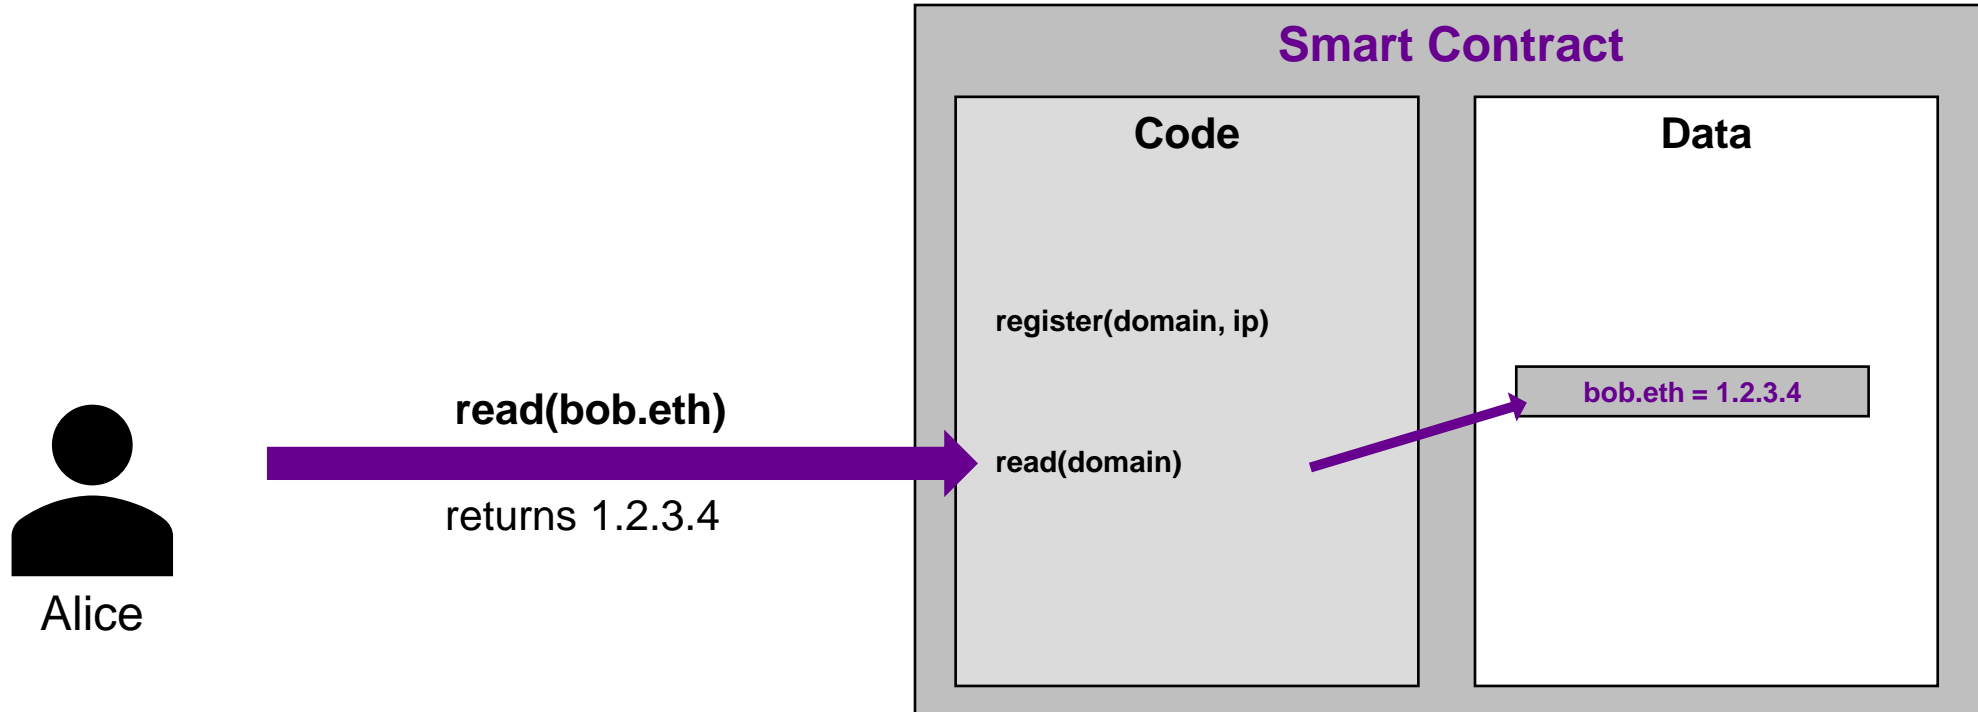 Smart Contract
Code
Data
register(domain, ip)
bob.eth = 1.2.3.4
read(bob.eth)
read(domain)
returns 1.2.3.4
Alice